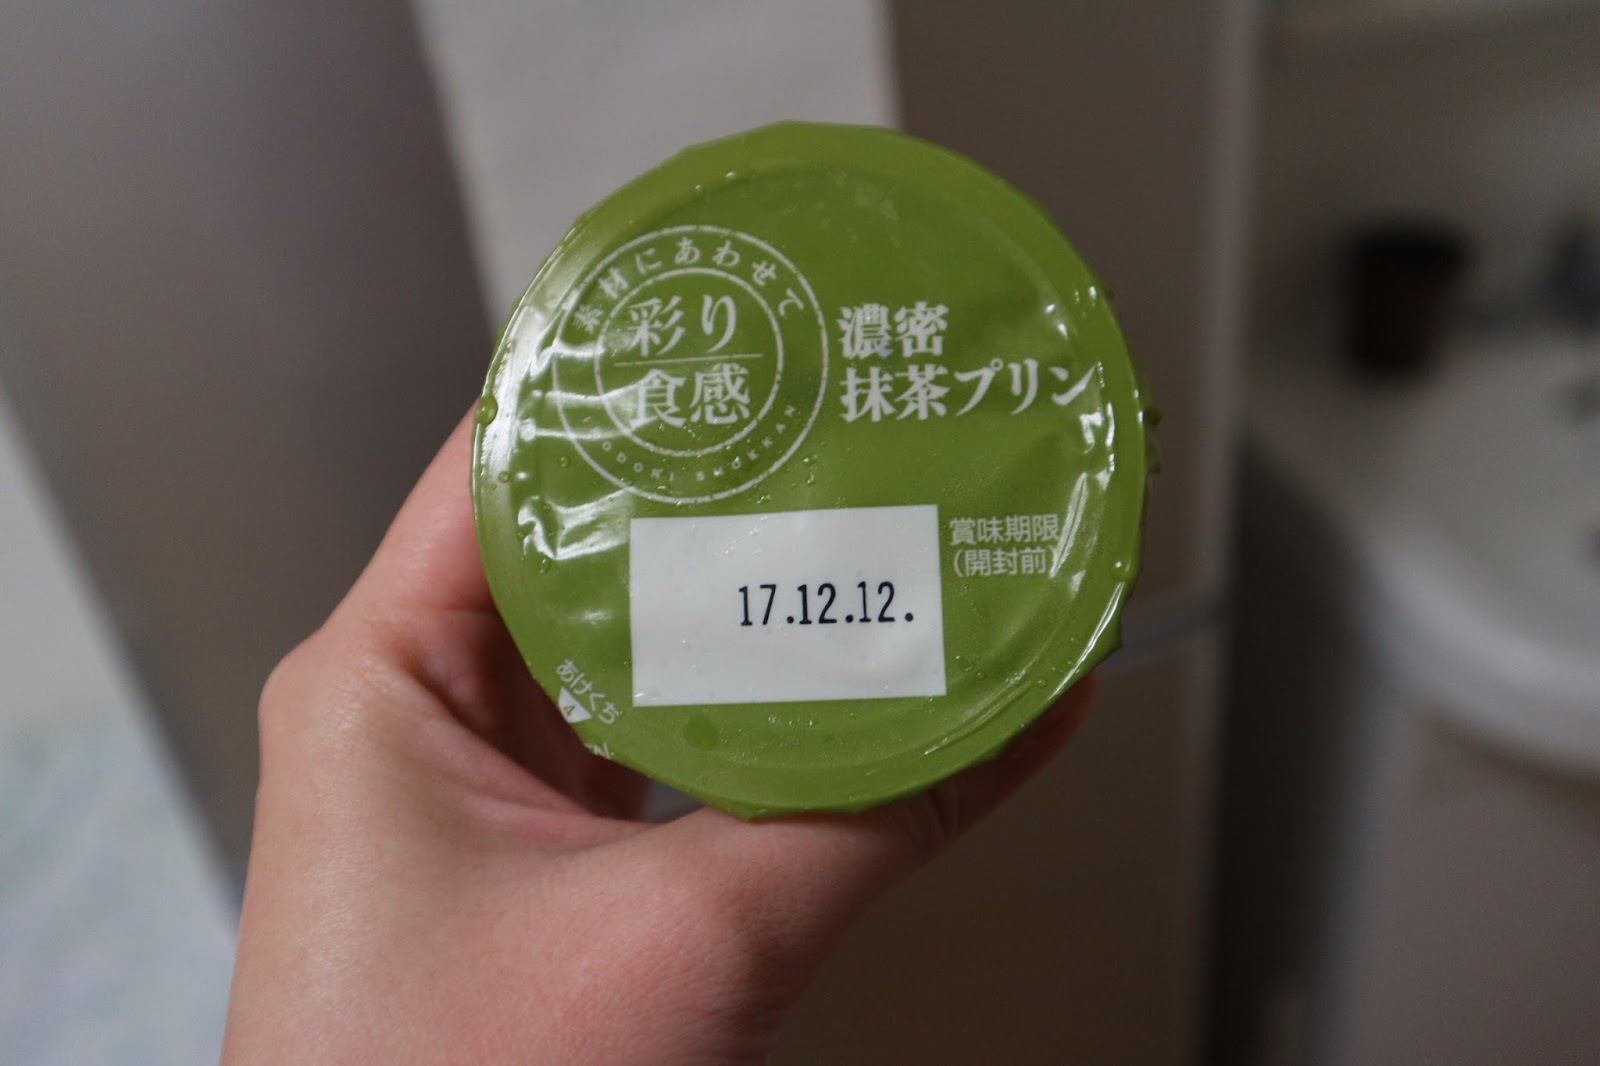 素材にあわせて
彩り
食感
IRODORI SHOKKAN
濃密
抹茶プリン
賞味期限
(開封前)
17.12.12.
あけくち
4